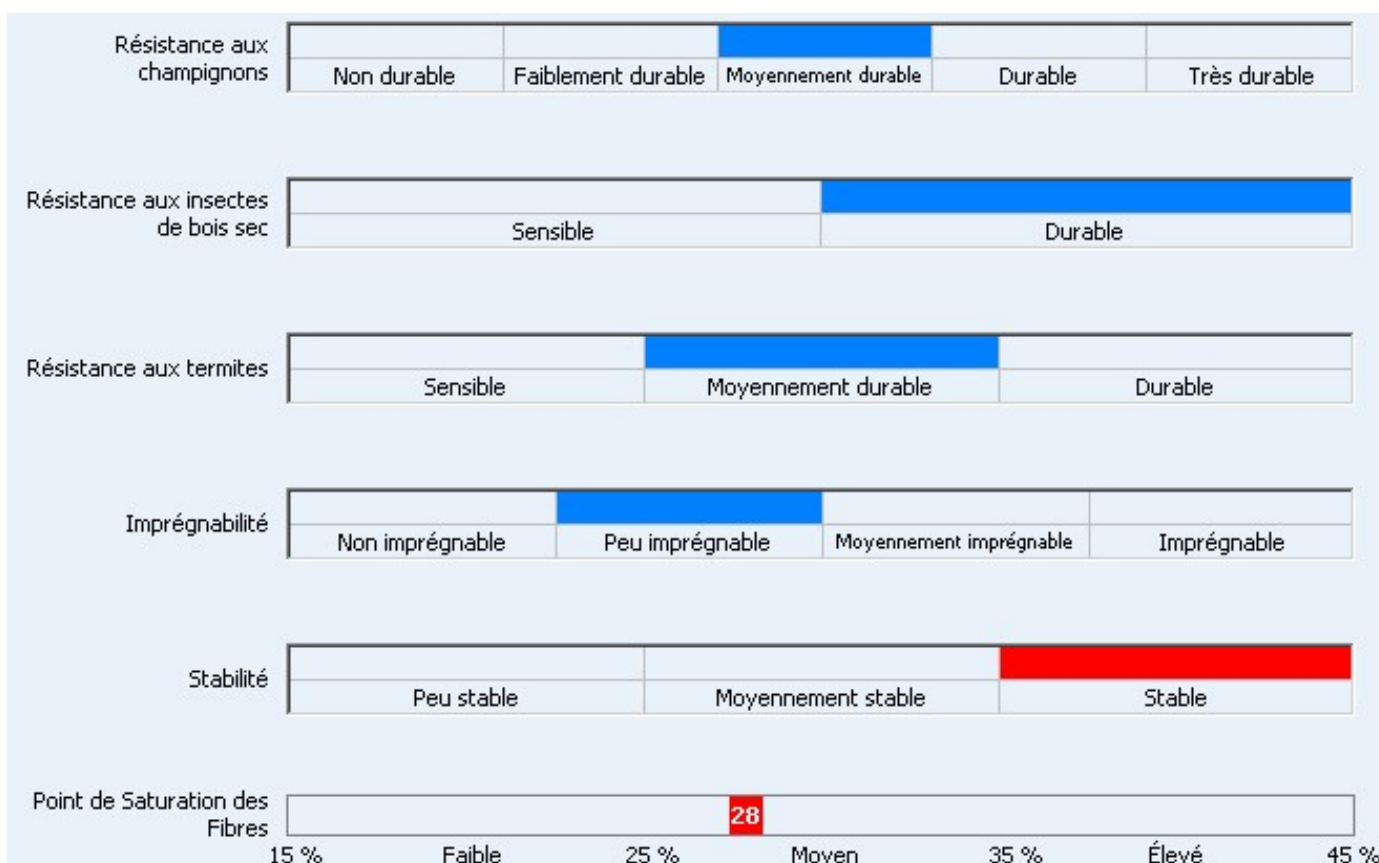 Résistance aux
champignons
Non durable Faiblement durable Moyennement durable Durable Très durable
Résistance aux insectes
de bois sec
Sensible Durable
Résistance aux termites
Sensible Moyennement durable Durable
Imprégnabilité
Non imprégnable Peu imprégnable Moyennement imprégnable Imprégnable
Stabilité
Peu stable Moyennement stable Stable
Point de Saturation des
Fibres
28
15 % Faible 25 % Moyen 35 % Élevé 45 %